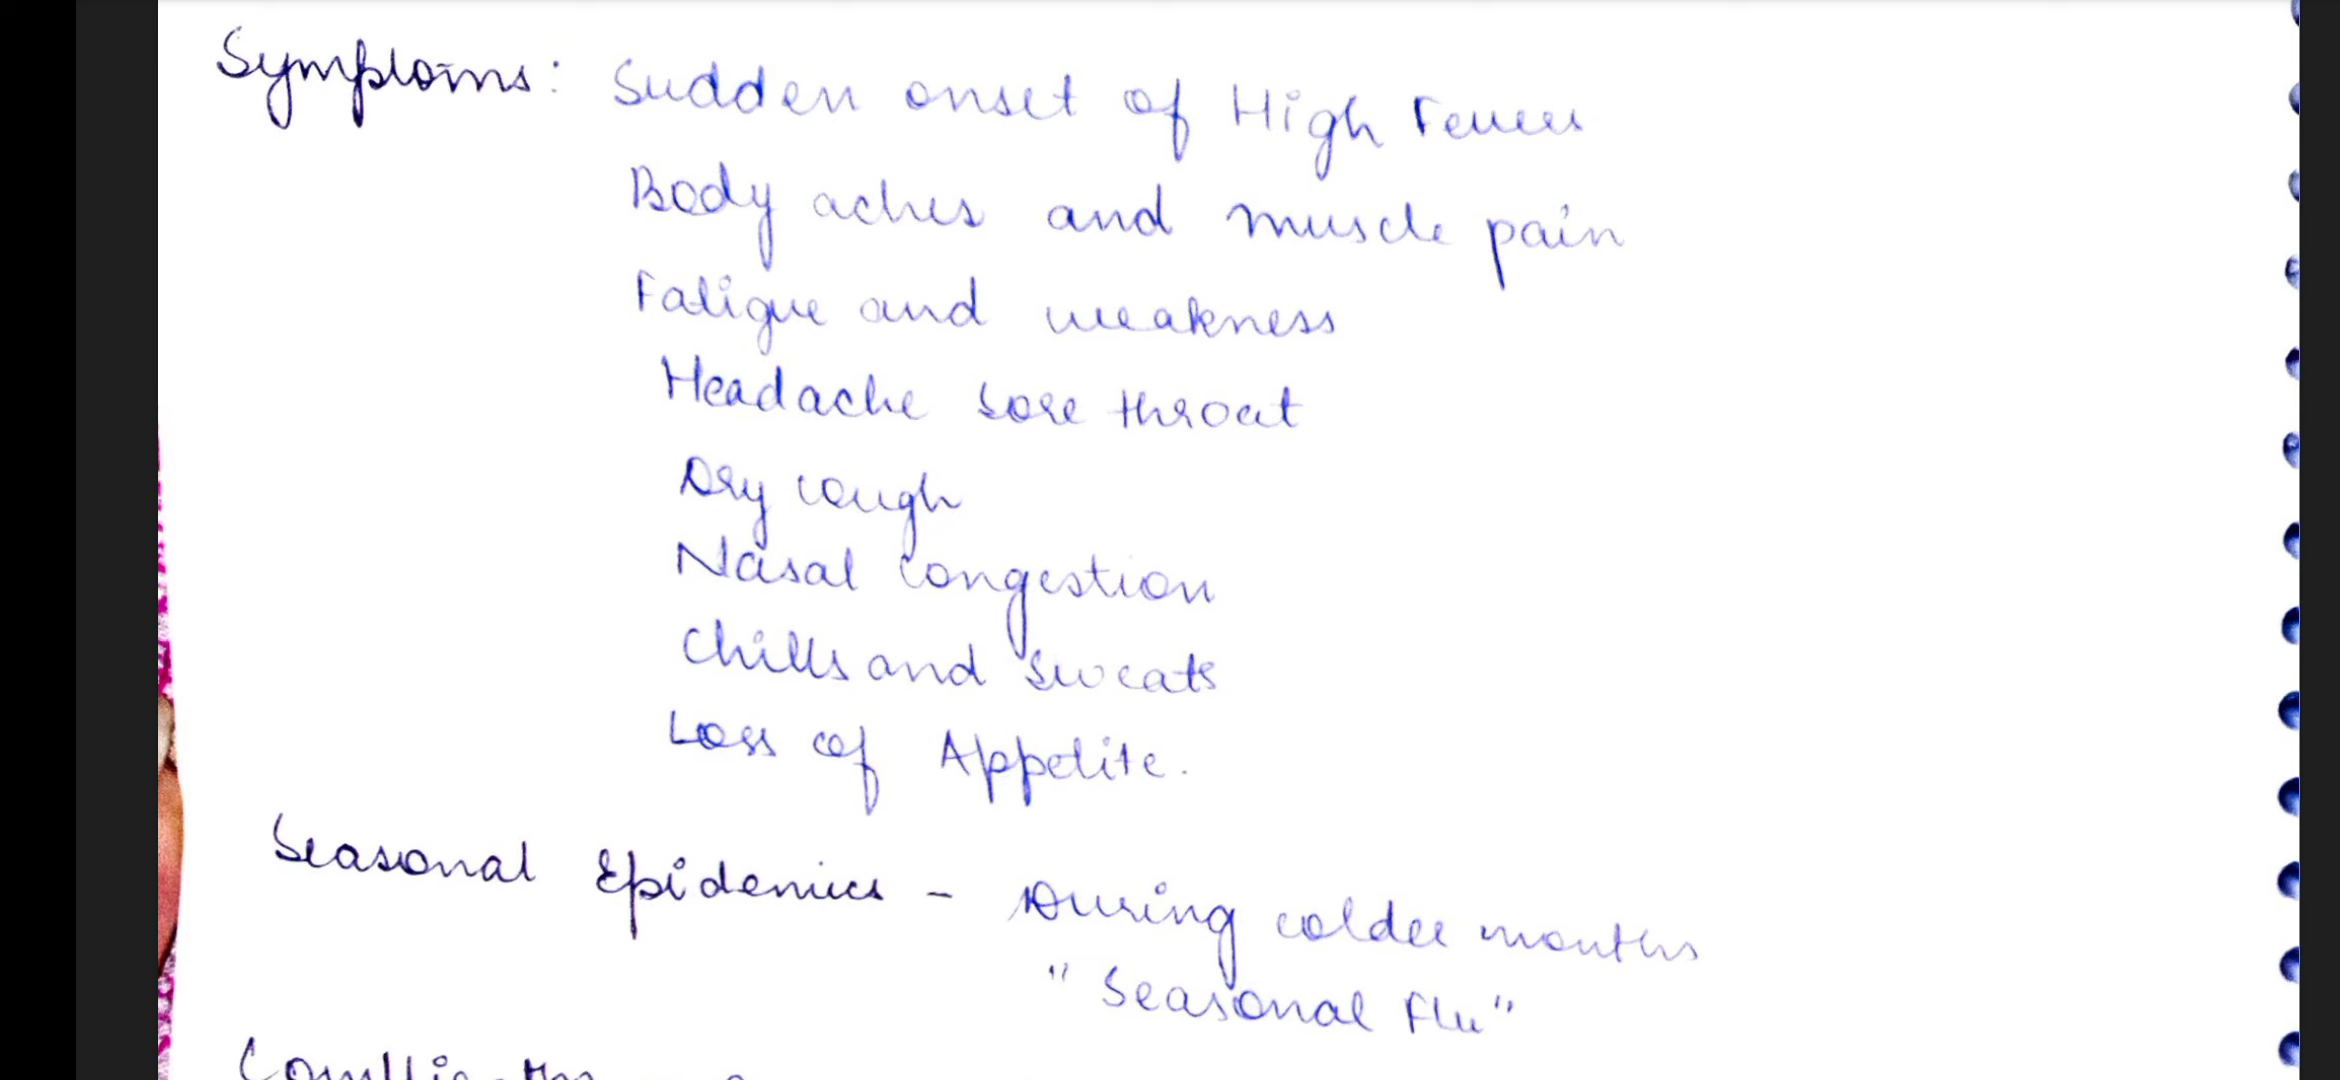 Symptoms: Sudden onset of High Fever
Body aches and muscle pain
Fatigue and weakness
Headache sore throat
Dry cough
Nasal congestion
Chills and sweats
Loss of Appetite.
Seasonal Epidemics - During colder months
"Seasonal Flu"